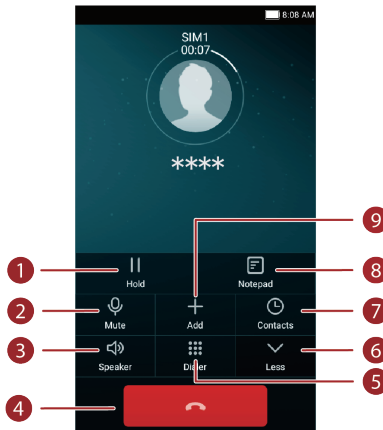 8:08 AM
SIM1
00:07
****
9
1
Hold
Notepad
8
2
Mute
Add
Contacts
7
3
Speaker
Dialer
Less
6
5
4